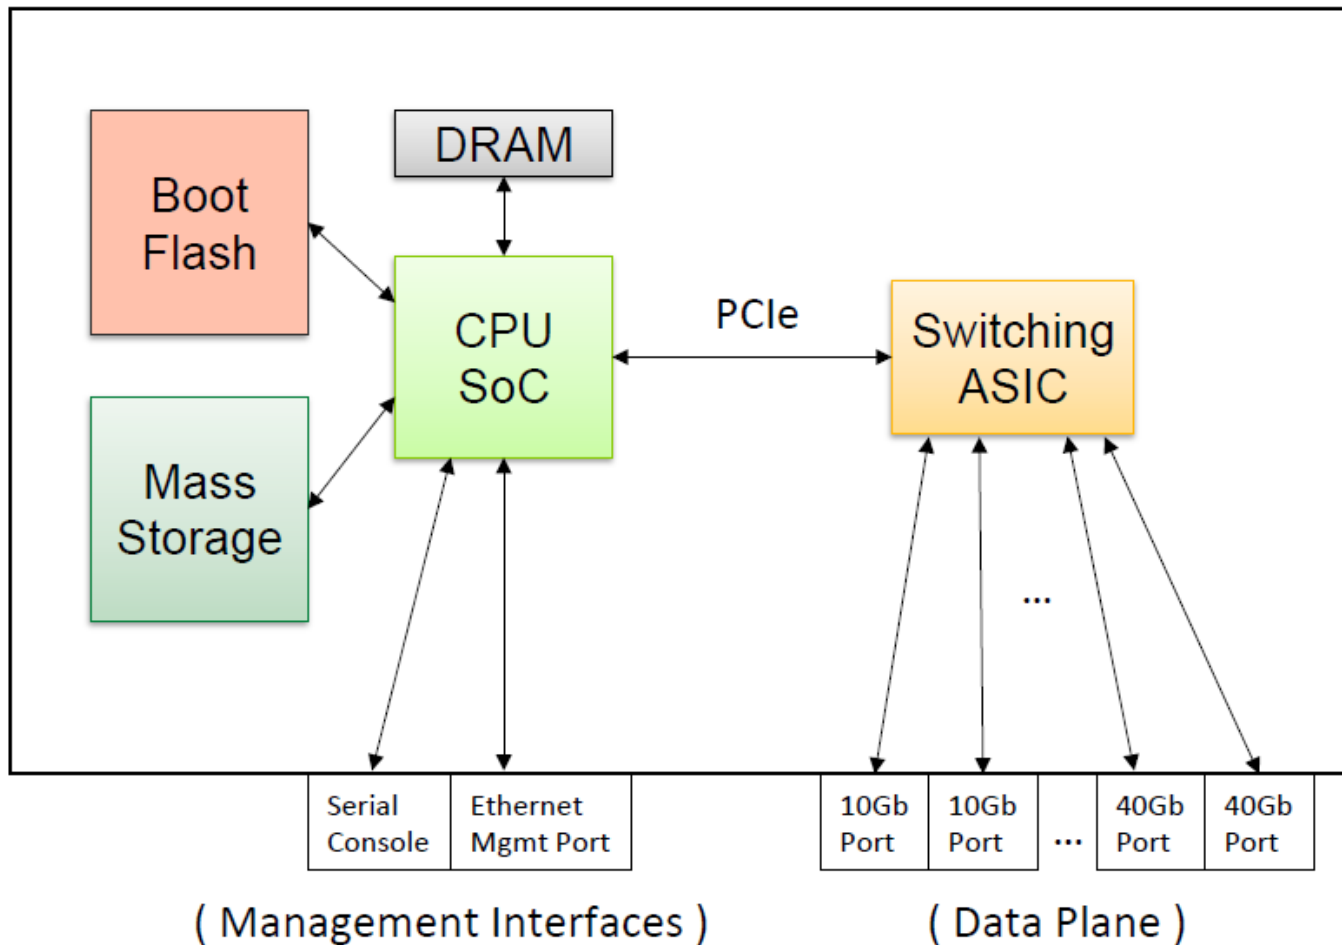 Boot
Flash
DRAM
CPU
SoC
PCIe
Switching
ASIC
Mass
Storage
...
Serial
Console
Ethernet
Mgmt Port
10Gb
Port
10Gb
Port
...
40Gb
Port
40Gb
Port
( Management Interfaces )
( Data Plane )